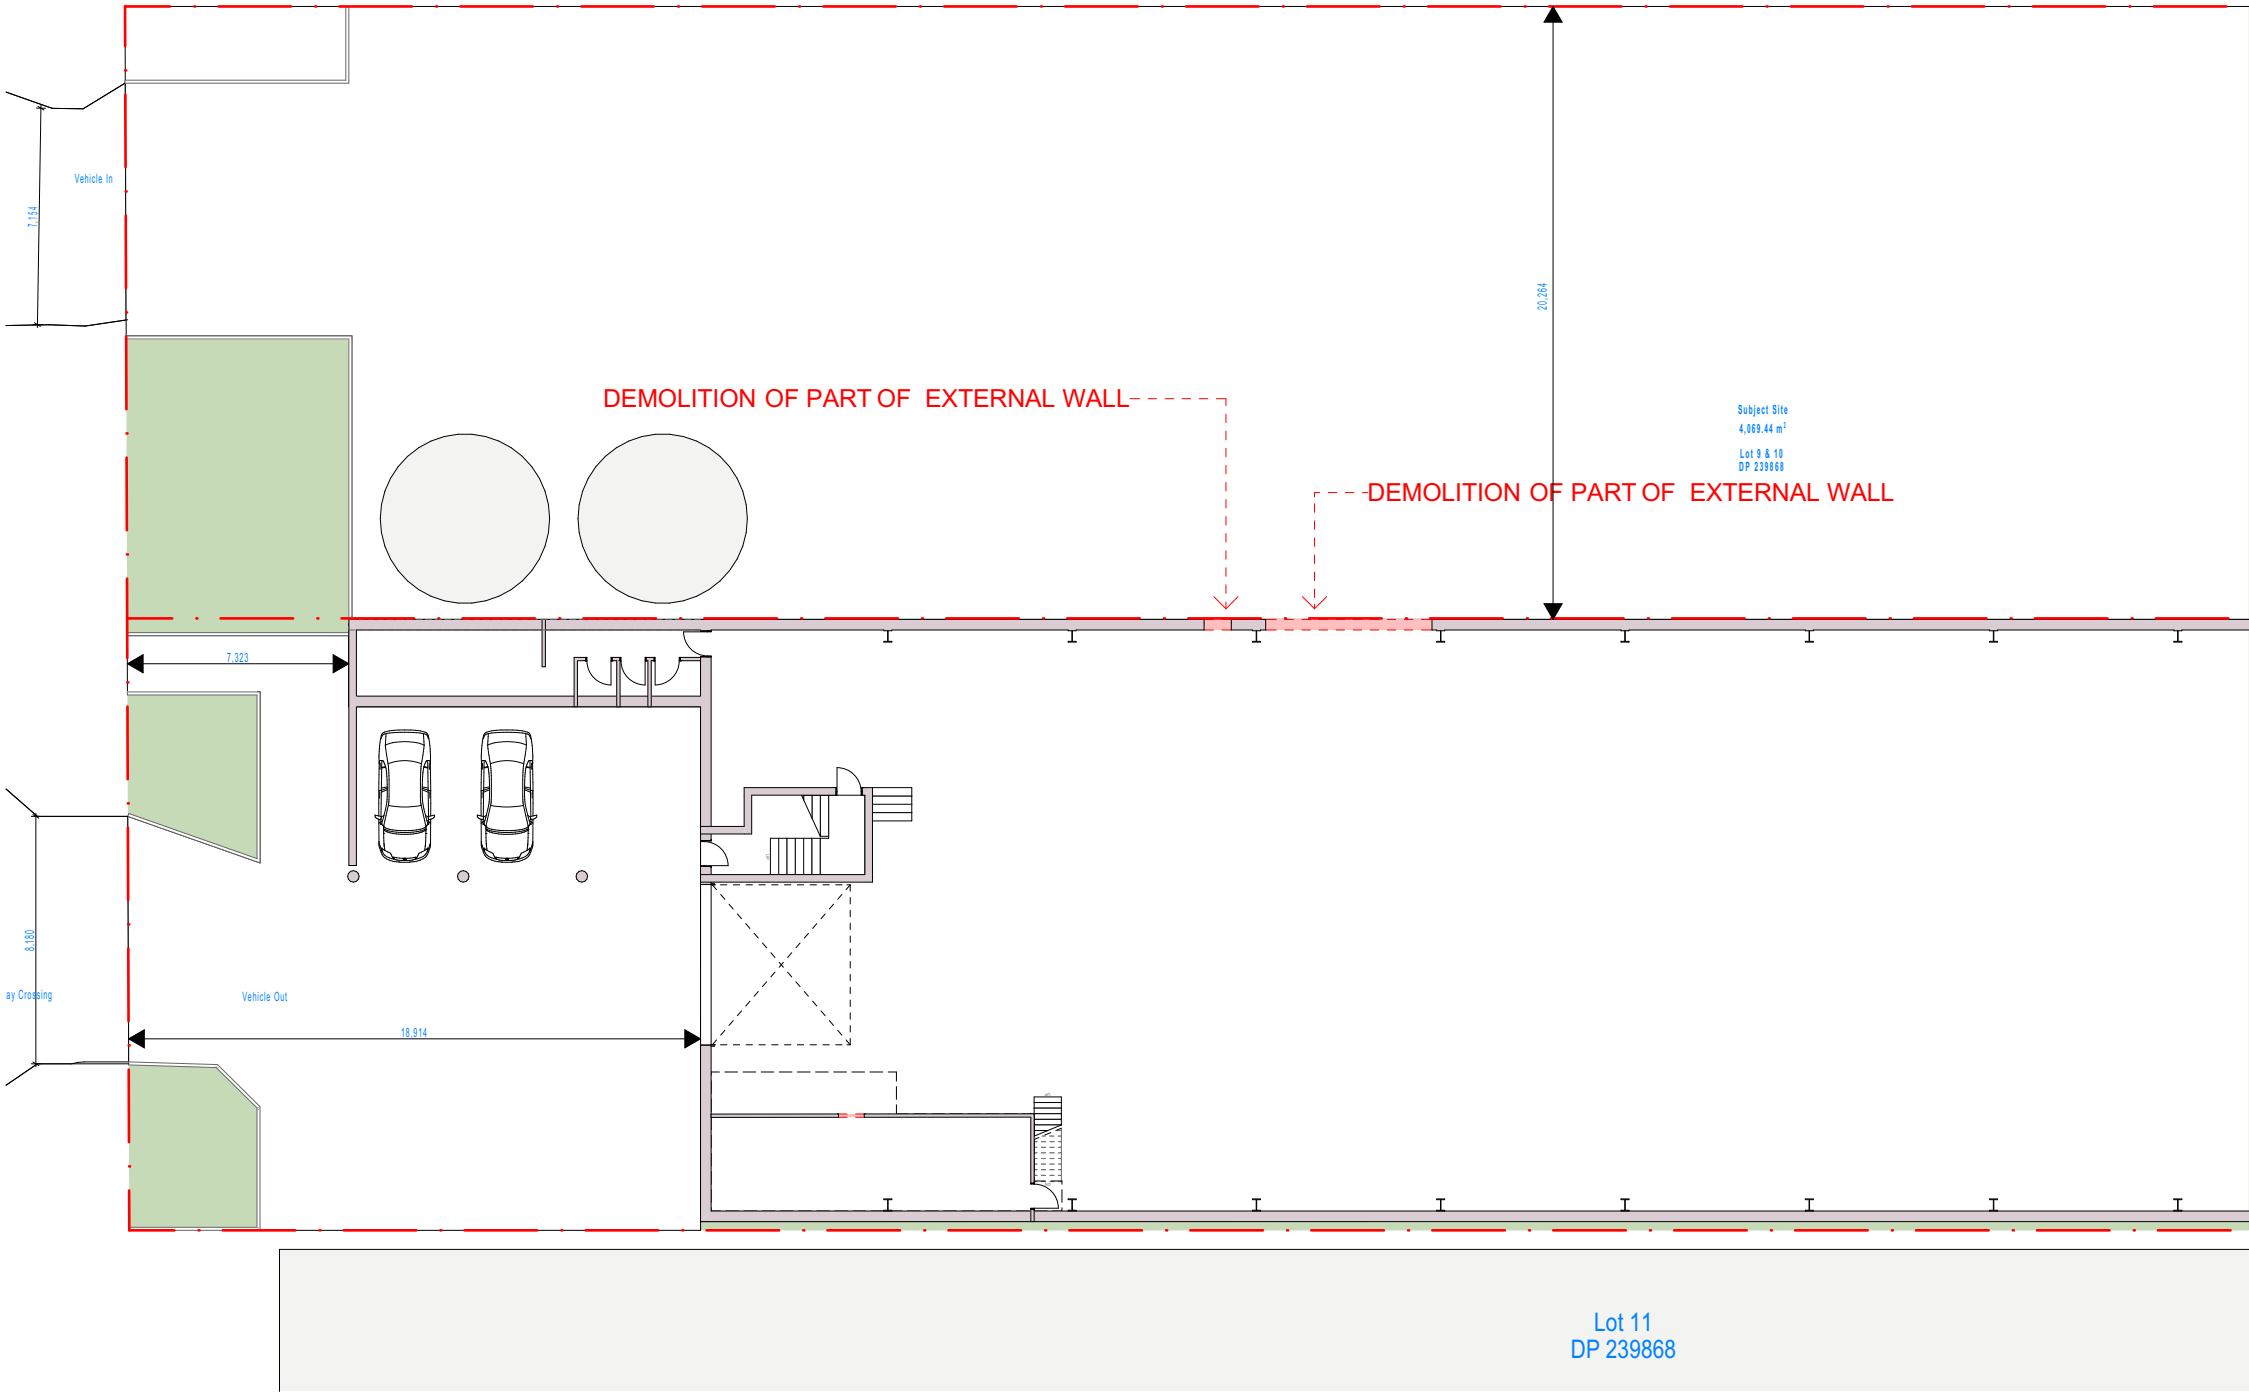 Vehicle In
7,154
20,264
DEMOLITION OF PART OF EXTERNAL WALL
Subject Site
4,069.44 m²
Lot 9 & 10
DP 239868
DEMOLITION OF PART OF EXTERNAL WALL
7,323
8,180
ay Crossing
Vehicle Out
18,914
Lot 11
DP 239868